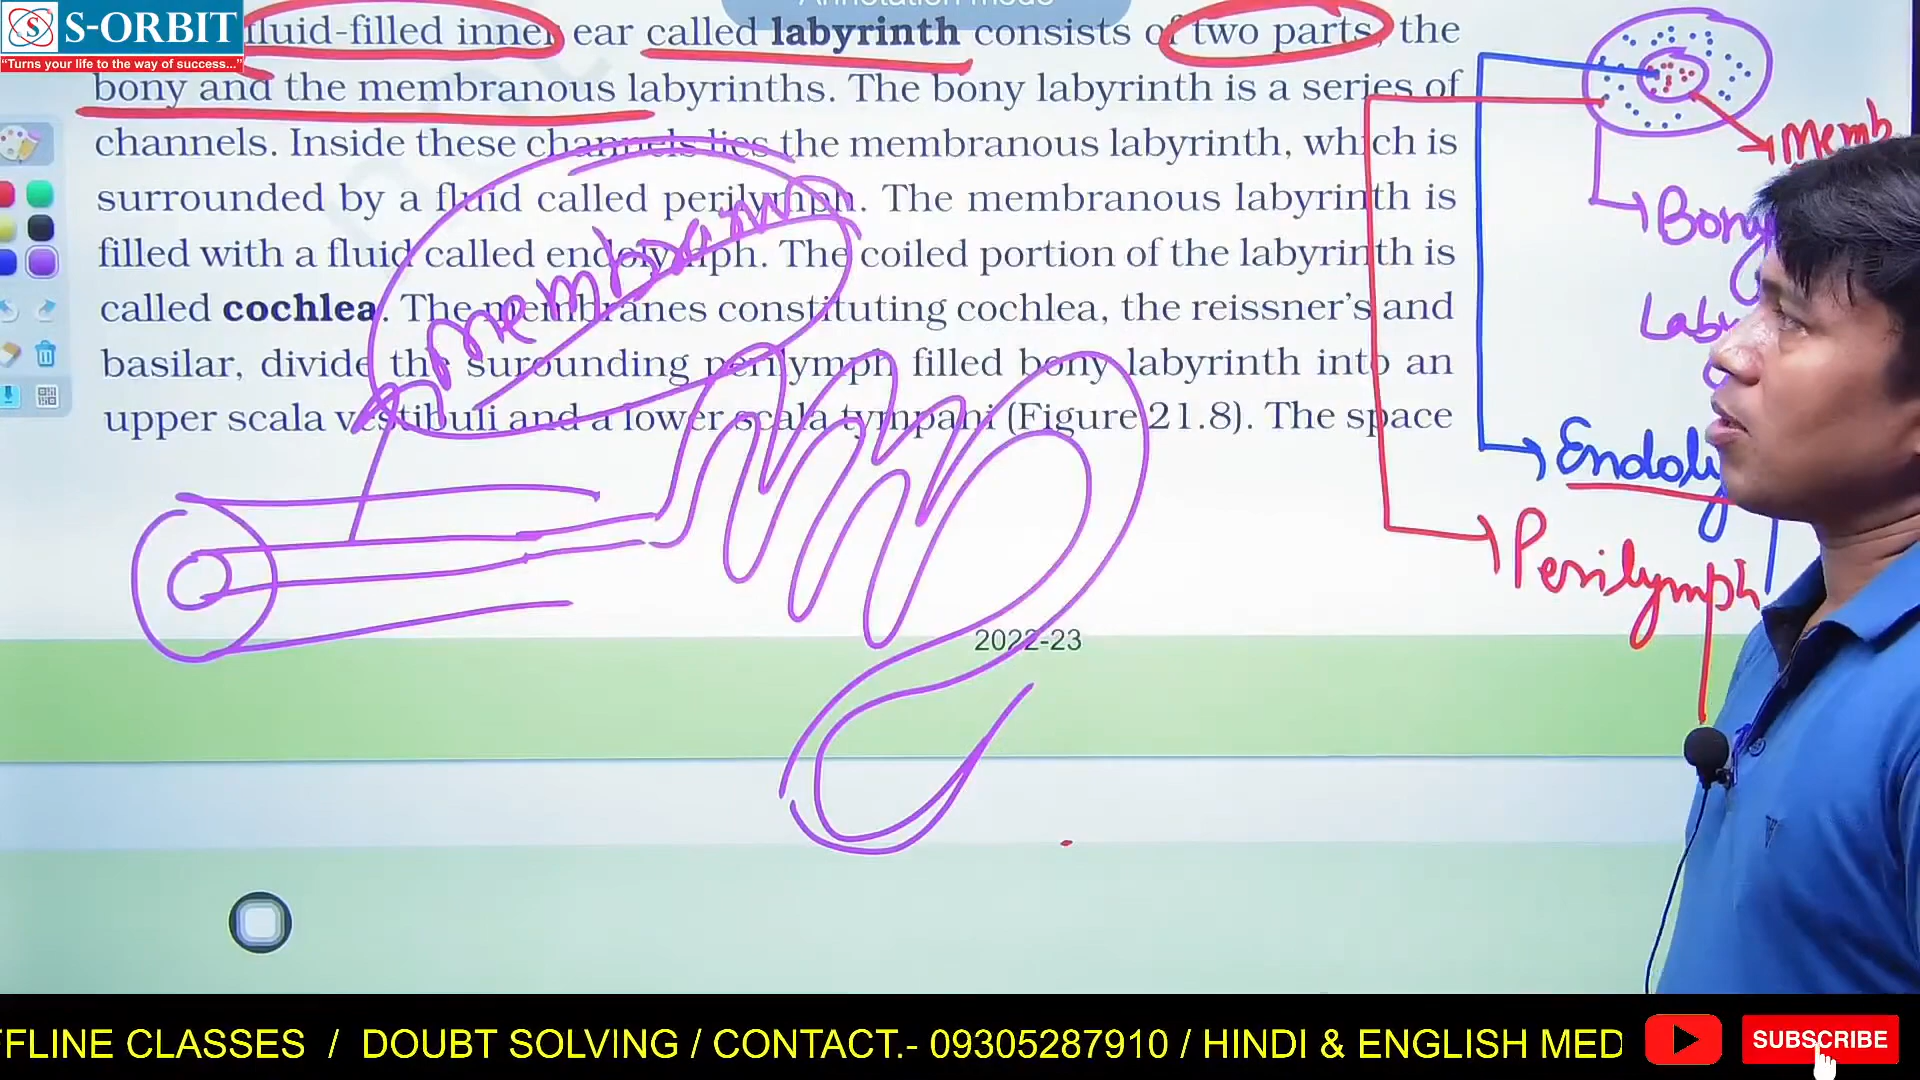 S
S-ORBIT
"Turns your life to the way of success..."
Annotation mode
fluid-filled inner ear called labyrinth consists of two parts, the
bony and the membranous labyrinths. The bony labyrinth is a series of
channels. Inside these channels lies the membranous labyrinth, which is
surrounded by a fluid called perilymph. The membranous labyrinth is
filled with a fluid called endolymph. The coiled portion of the labyrinth is
called cochlea. The membranes constituting cochlea, the reissner's and
basilar, divide the surounding perilymph filled bony labyrinth into an
upper scala vestibuli and a lower scala tympani (Figure 21.8). The space
2022-23
Memb
Bony
Laby
Endoly
Perilymph
FFLINE CLASSES / DOUBT SOLVING / CONTACT.- 09305287910 / HINDI & ENGLISH MED
SUBSCRIBE